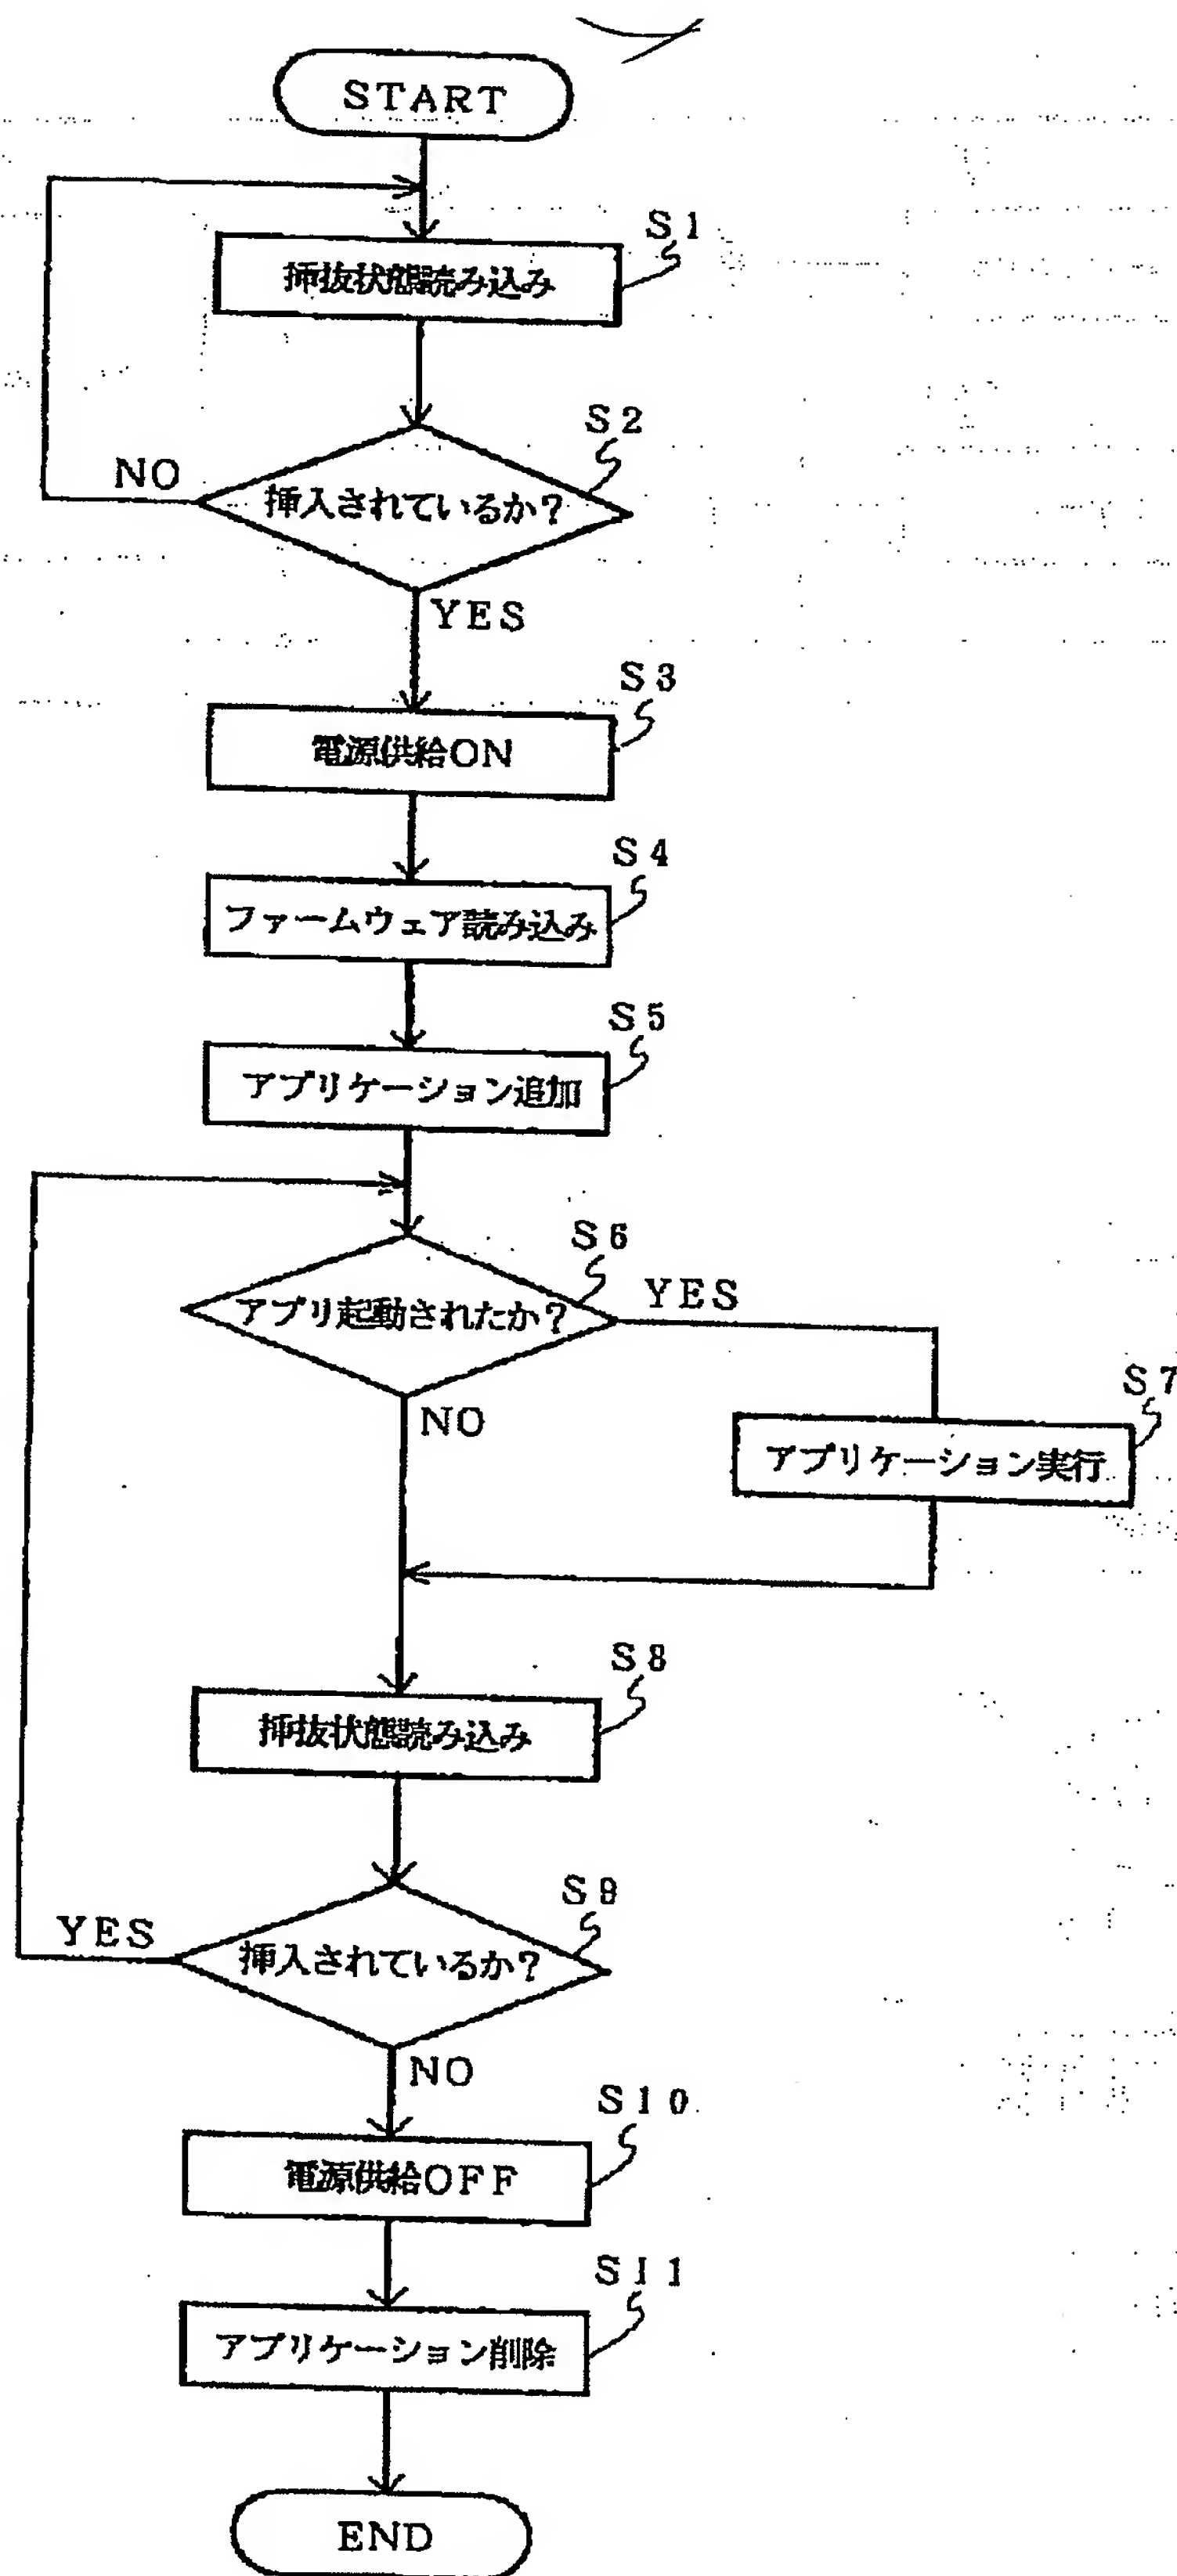 START
S1
挿抜状態読み込み
S2
NO
挿入されているか?
YES
S3
電源供給ON
S4
ファームウェア読み込み
S5
アプリケーション追加
S6
アプリ起動されたか?
YES
NO
S7
アプリケーション実行
S8
挿抜状態読み込み
S9
YES
挿入されているか?
NO
S10
電源供給OFF
S11
アプリケーション削除
END